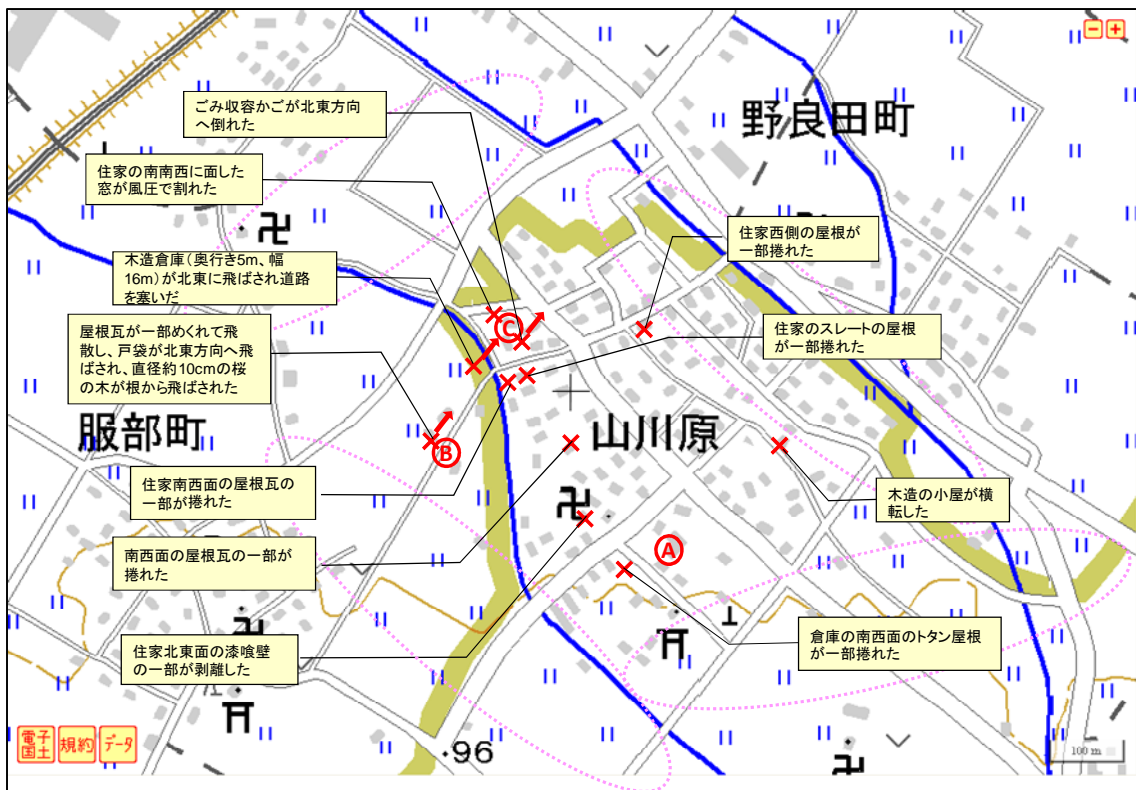 ごみ収容かごが北東方向
へ倒れた
野良田町
住家の南南西に面した
窓が風圧で割れた
住家西側の屋根が
一部捲れた
木造倉庫(奥行き5m、幅
16m)が北東に飛ばされ道路
を塞いだ
C
住家のスレートの屋根
が一部捲れた
屋根瓦が一部めくれて飛
散し、戸袋が北東方向へ飛
ばされ、直径約10cmの桜
の木が根から飛ばされた
服部町
B
山川原
住家南西面の屋根瓦の
一部が捲れた
木造の小屋が横
転した
南西面の屋根瓦の一部が
捲れた
A
住家北東面の漆喰壁
の一部が剥離した
倉庫の南西面のトタン屋根
が一部捲れた
電子
国土
規約
データ
・96
100 m